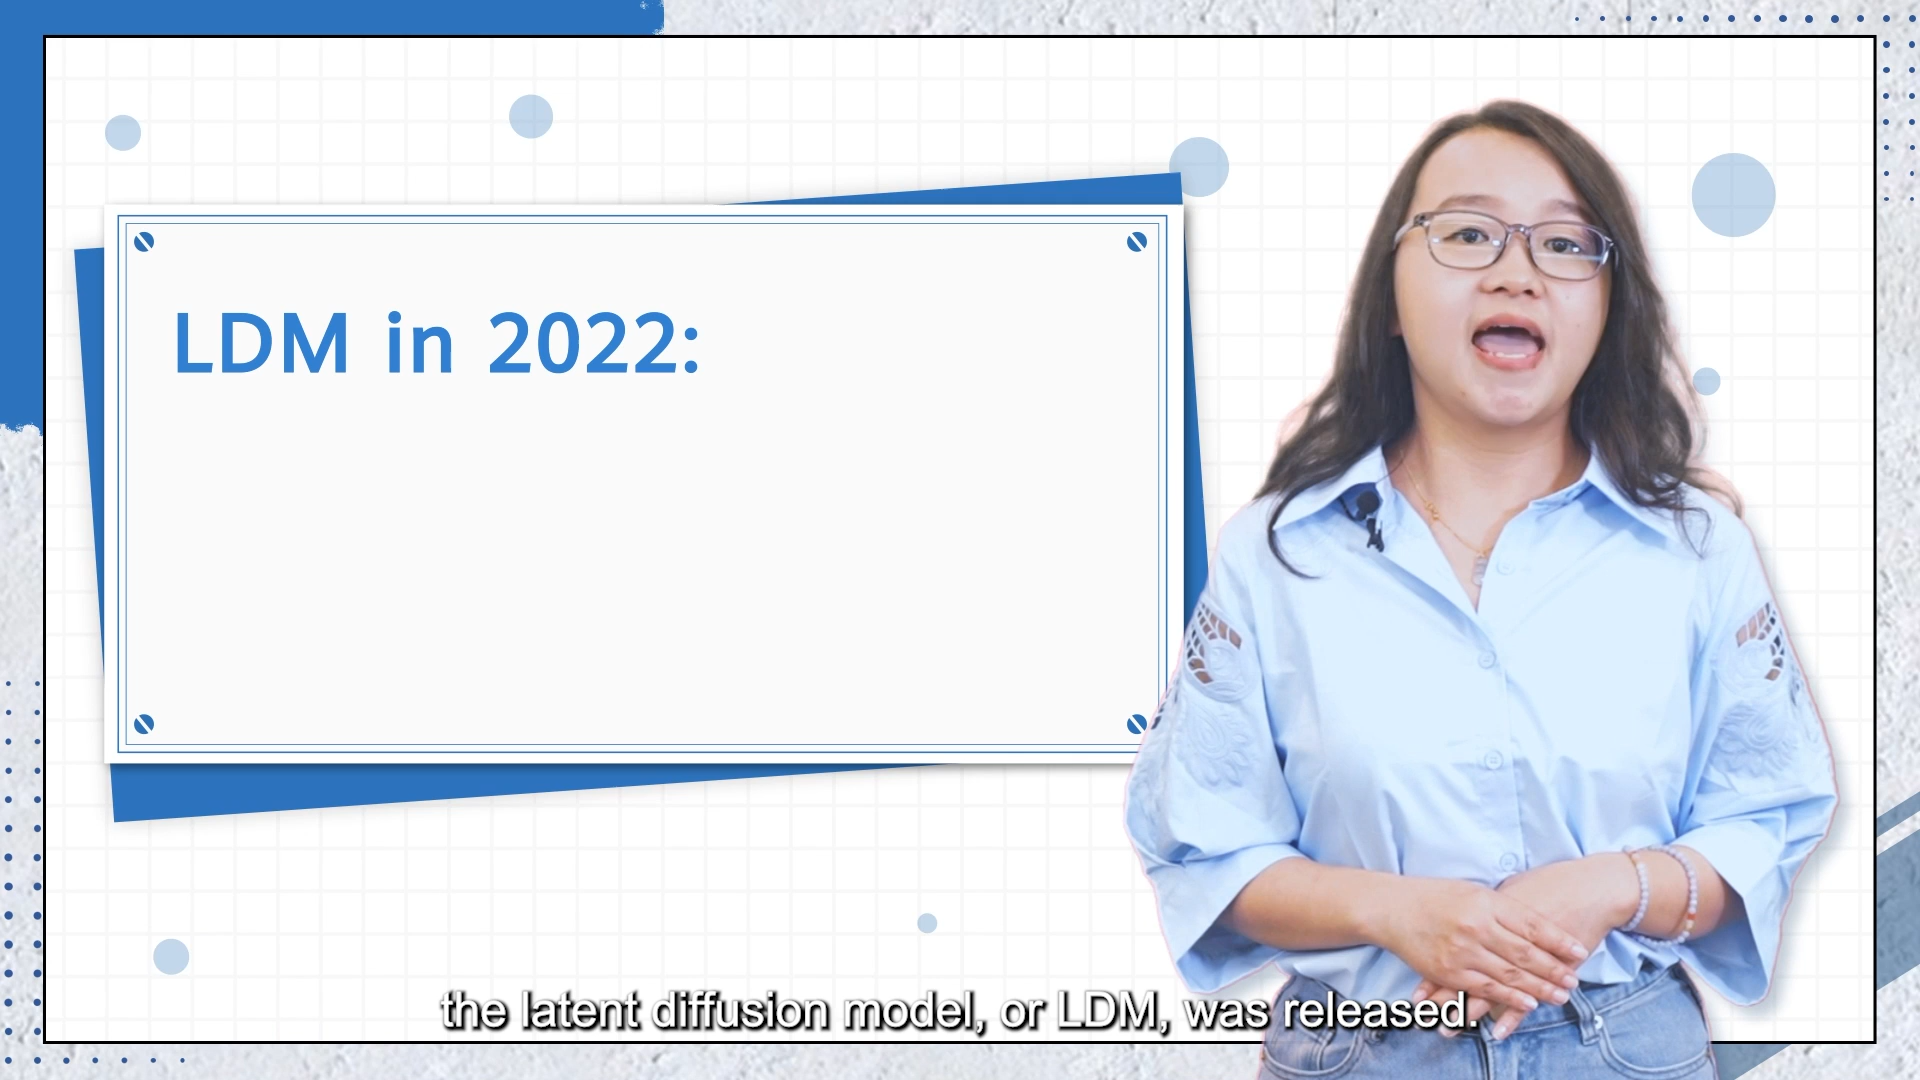 LDM in 2022:
the latent diffusion model, or LDM, was released.